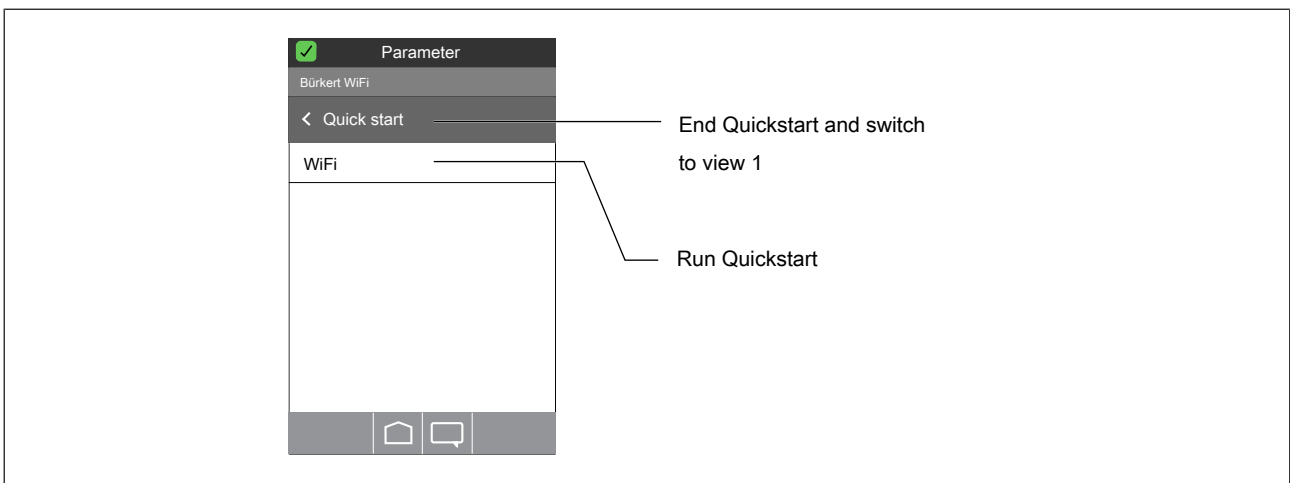 Parameter
Bürkert WiFi
Quick start
WiFi
End Quickstart and switch
to view 1
Run Quickstart